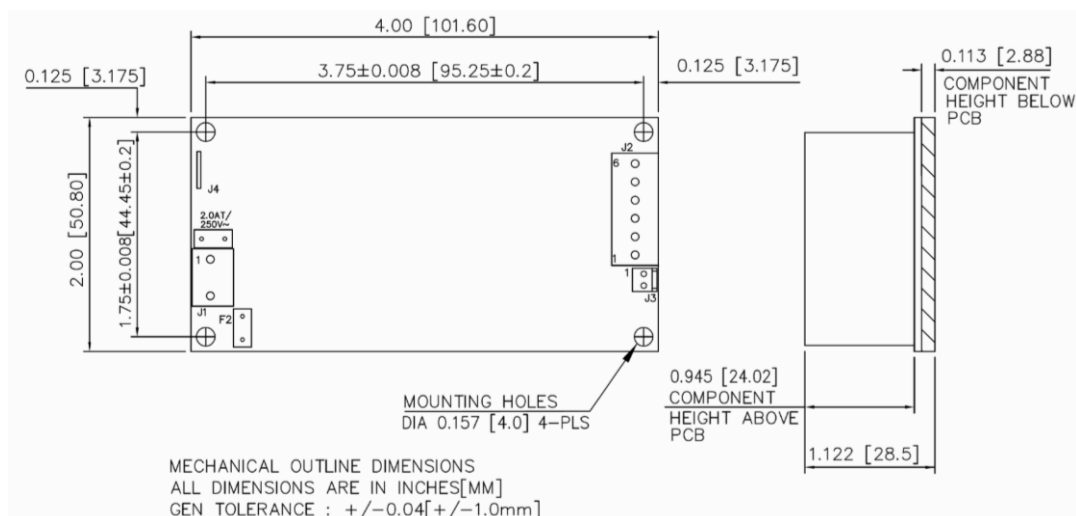 4.00 [101.60]
0.125 [3.175]
3.75±0.008 [95.25±0.2]
0.125 [3.175]
0.113 [2.88]
COMPONENT
HEIGHT BELOW
PCB
2.00 [50.80]
1.75±0.008[44.45±0.2]
J4
2.0AT/
250V~
1
J1
F2
J2
6
1
1
J3
MOUNTING HOLES
DIA 0.157 [4.0] 4-PLS
0.945 [24.02]
COMPONENT
HEIGHT ABOVE
PCB
1.122 [28.5]
MECHANICAL OUTLINE DIMENSIONS
ALL DIMENSIONS ARE IN INCHES[MM]
GEN TOLERANCE : +/-0.04[+/-1.0mm]